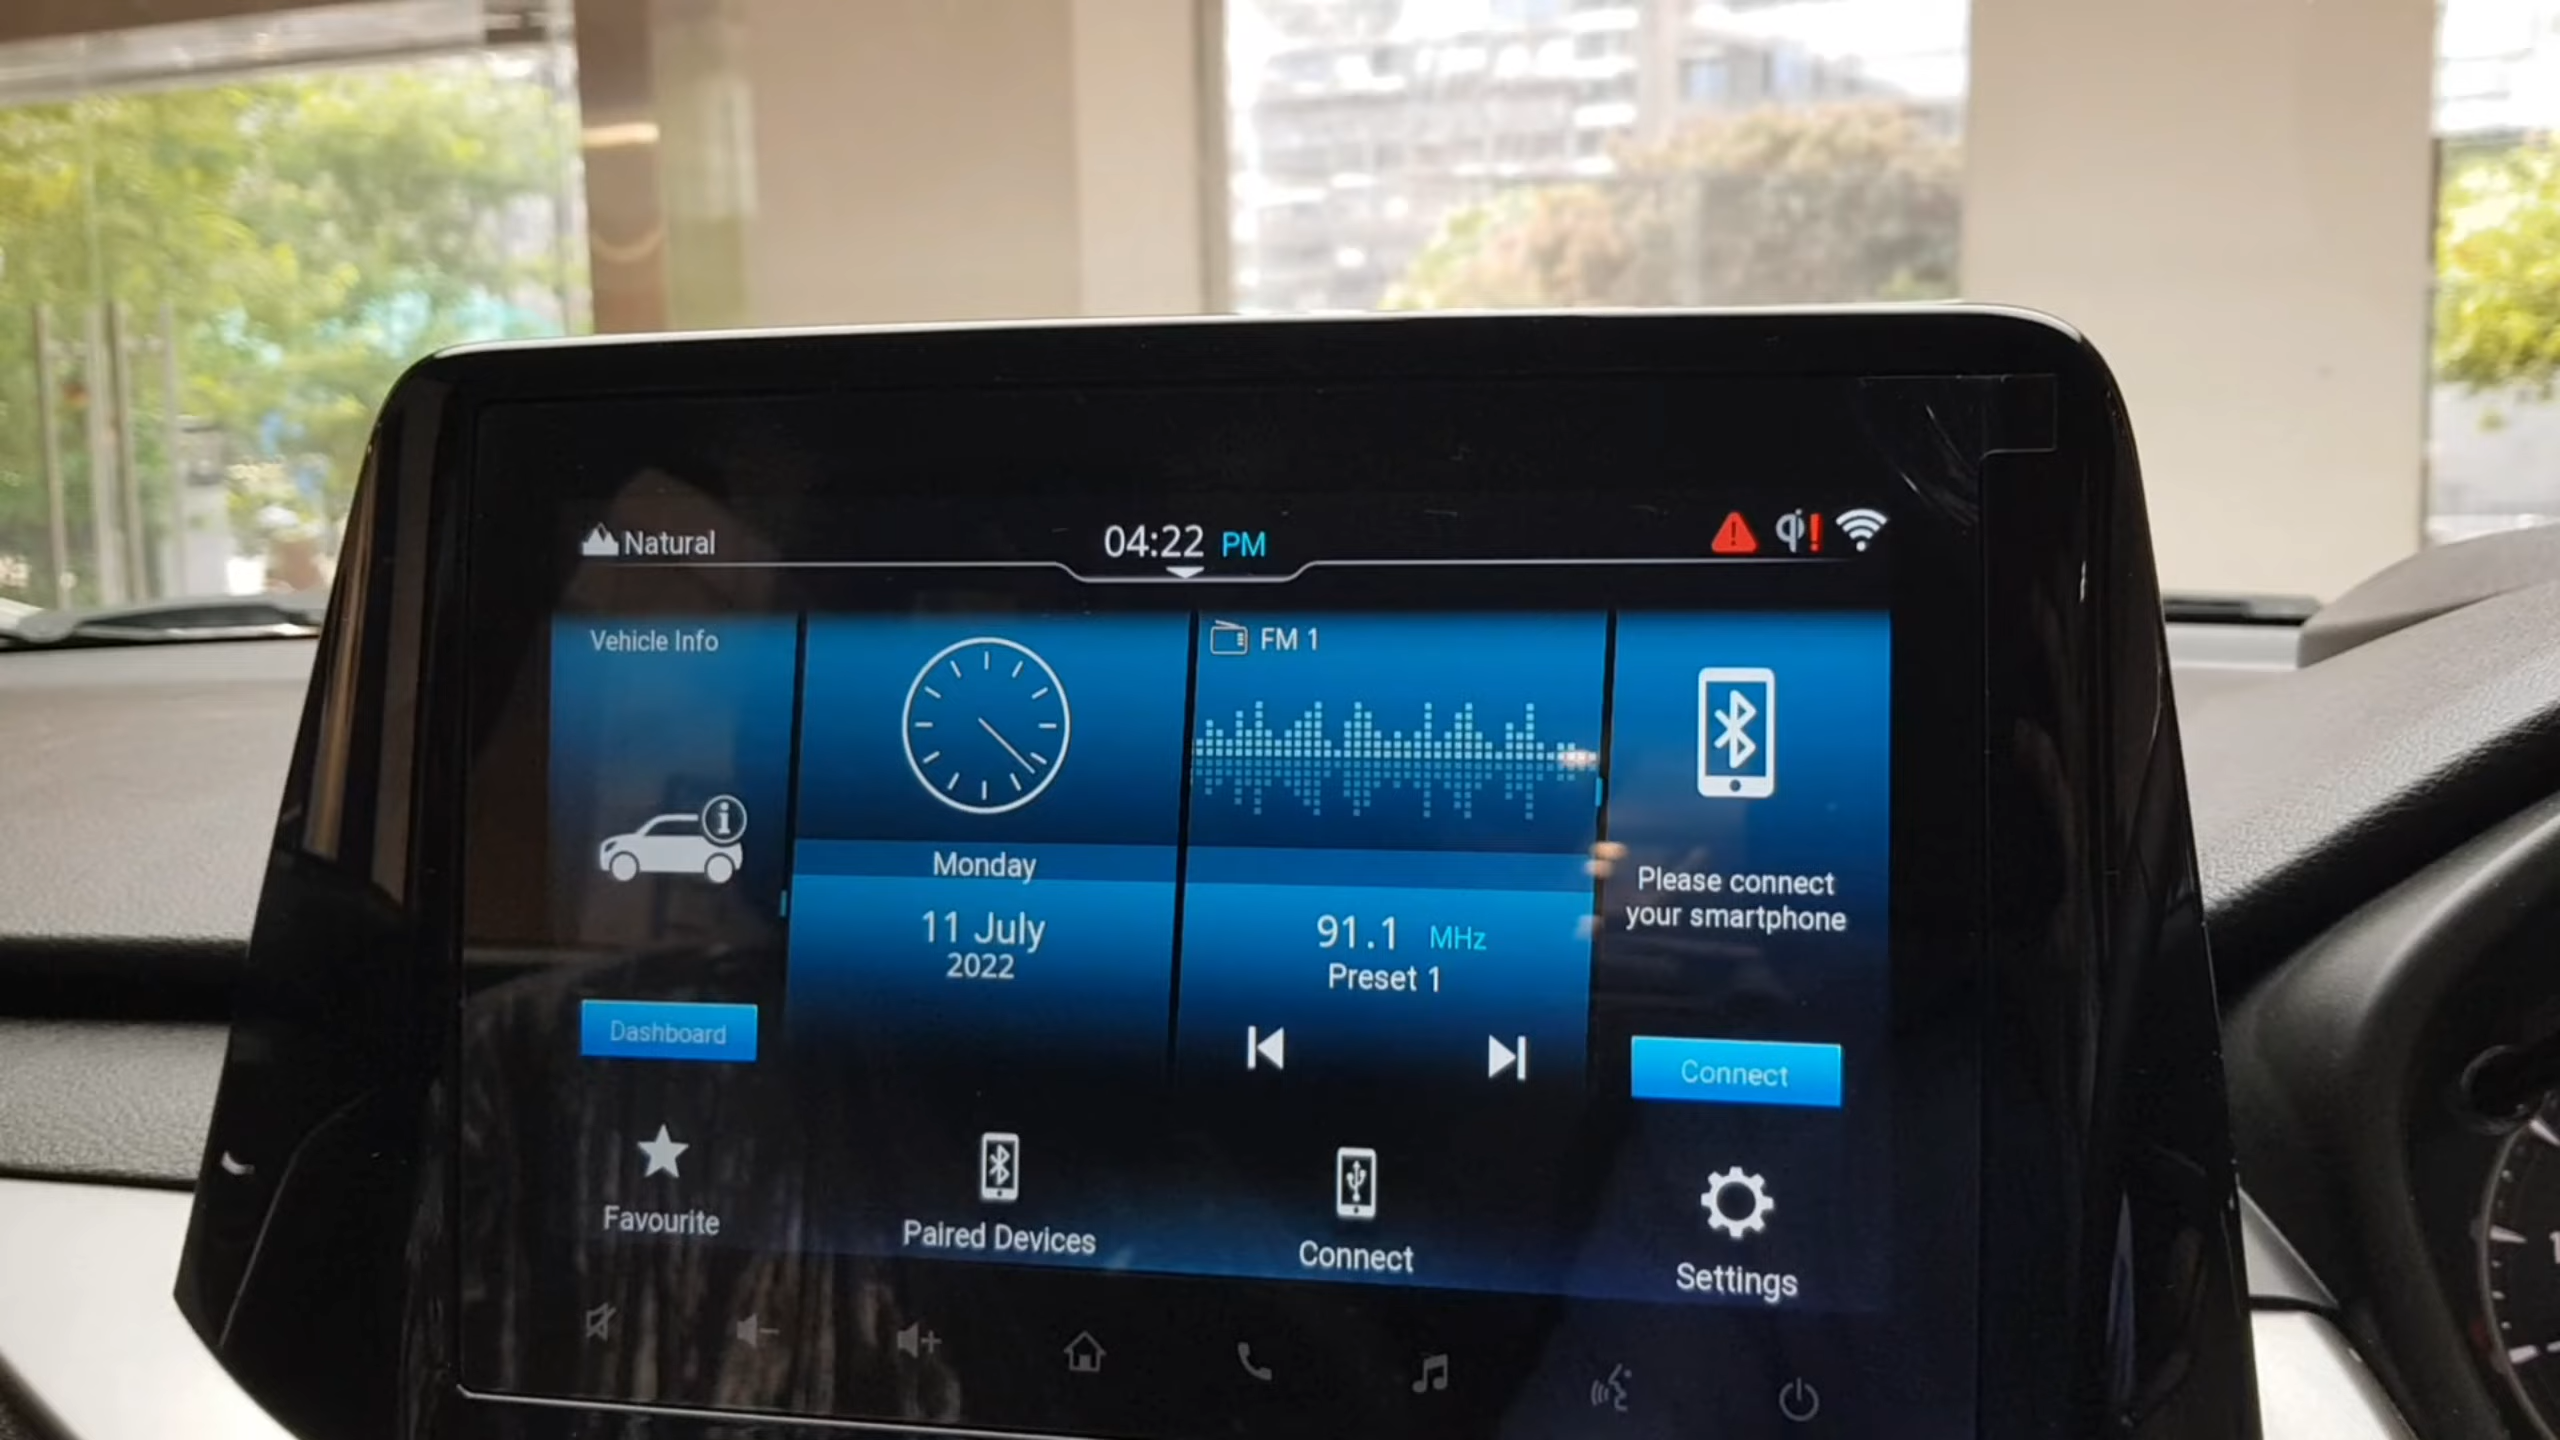 Natural
04:22 PM
Vehicle Info
FM 1
Monday
11 July
2022
91.1 MHz
Preset 1
Please connect
your smartphone
Dashboard
Connect
Favourite
Paired Devices
Connect
Settings